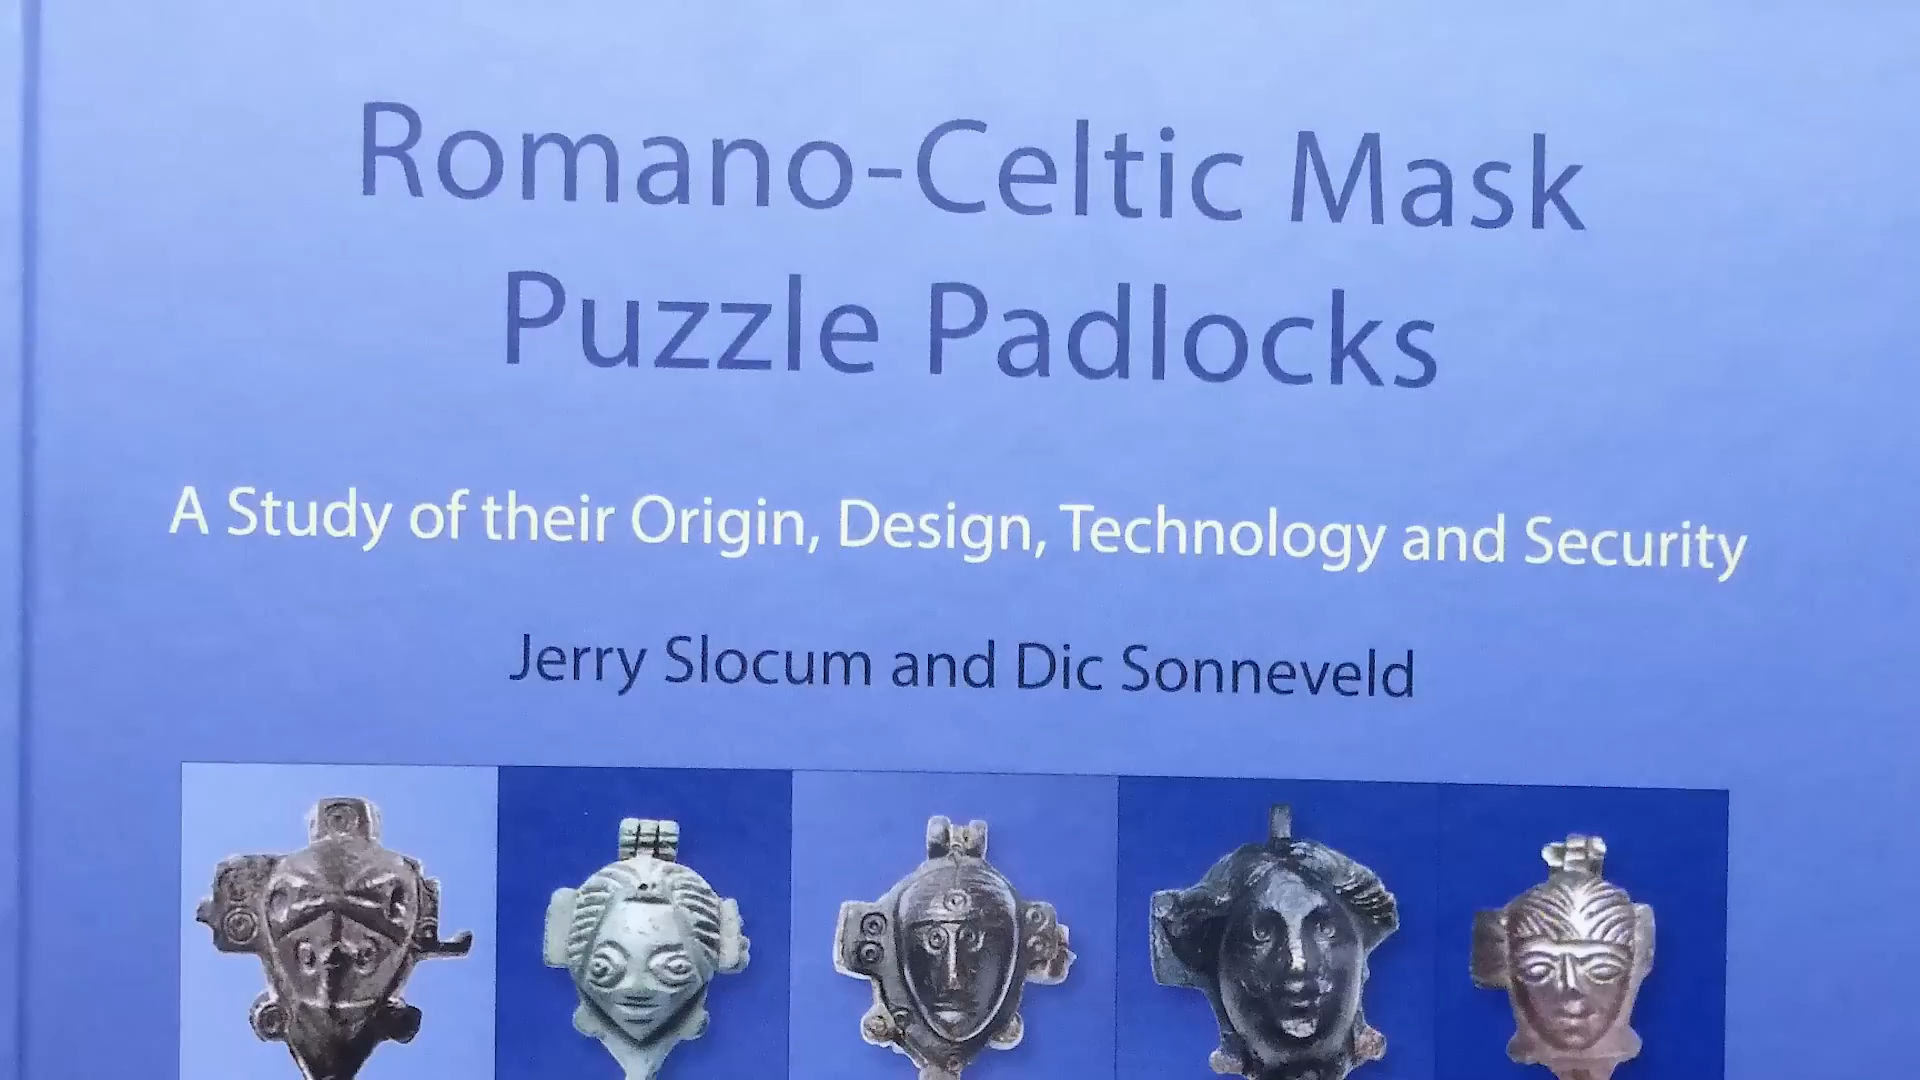 Romano-Celtic Mask
Puzzle Padlocks
A Study of their Origin, Design, Technology and Security
Jerry Slocum and Dic Sonneveld